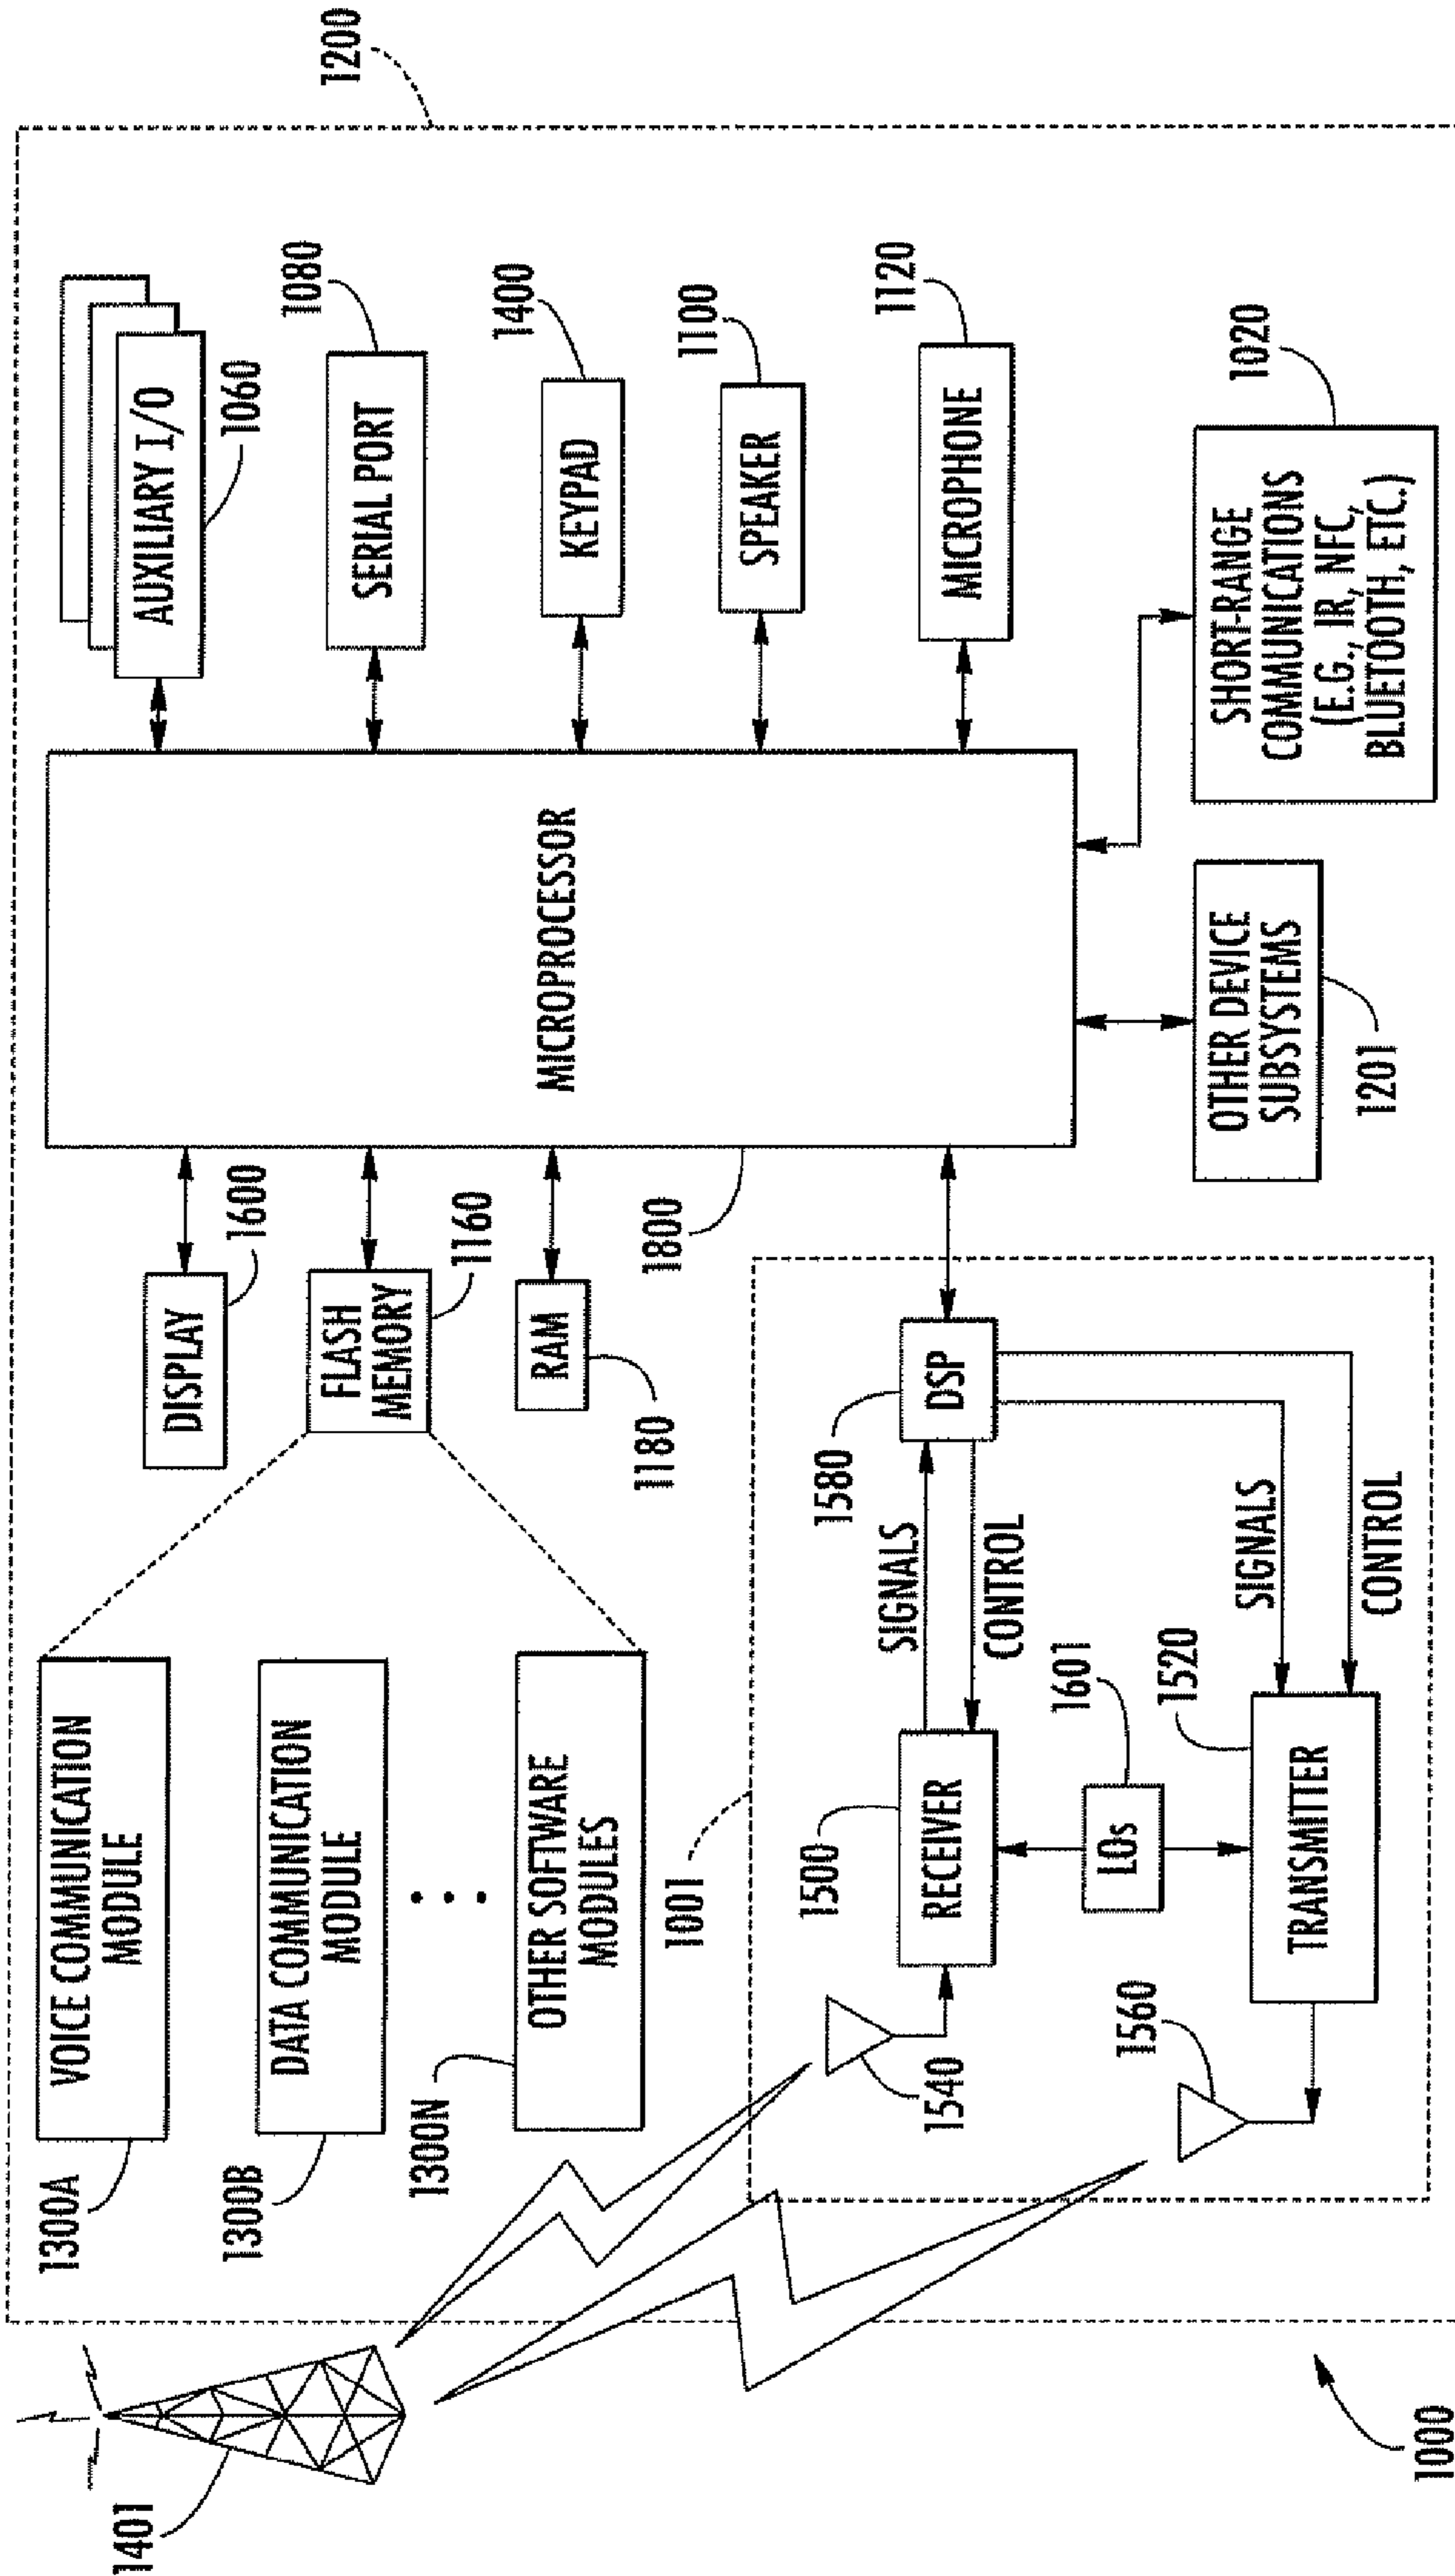 1401
1300A
VOICE COMMUNICATION
MODULE
1300B
DATA COMMUNICATION
MODULE
1300N
OTHER SOFTWARE
MODULES
DISPLAY
1600
FLASH
MEMORY
1160
RAM
1180
MICROPROCESSOR
1800
AUXILIARY I/O
1060
SERIAL PORT
1080
KEYPAD
1400
SPEAKER
1100
MICROPHONE
1120
1200
1001
1540
1500
RECEIVER
SIGNALS
CONTROL
1580
DSP
LOs
1601
1560
TRANSMITTER
1520
SIGNALS
CONTROL
OTHER DEVICE
SUBSYSTEMS
1201
SHORT-RANGE
COMMUNICATIONS
(E.G., IR, NFC,
BLUETOOTH, ETC.)
1020
1000